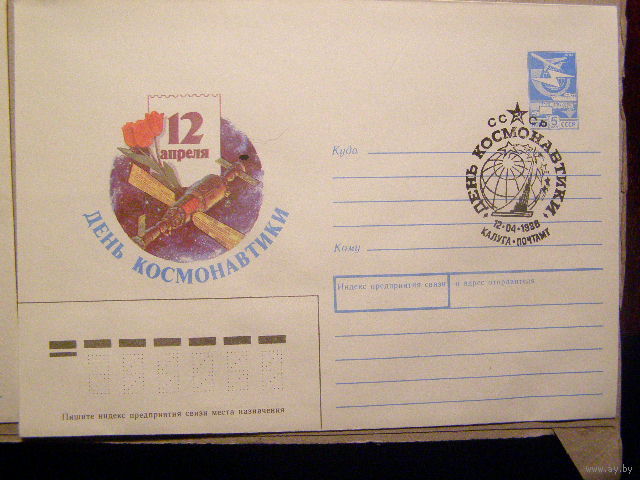 12
апреля
ДЕНЬ КОСМОНАВТИКИ
5 СССР
СССР
ДЕНЬ КОСМОНАВТИКИ
12·04·1988
КАЛУГА·ПОЧТАМТ
Куда
Кому
Индекс предприятия связи и адрес отправителя
Пишите индекс предприятия связи места назначения
www.ay.by